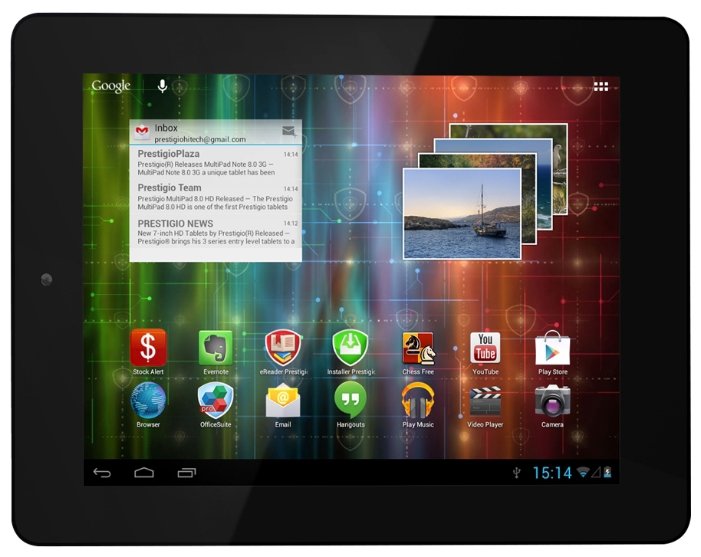 Google
Inbox
prestigiohitech@gmail.com
PrestigioPlaza 14:14
Prestigio(R) Releases MultiPad Note 8.0 3G –
MultiPad Note 8.0 3G a unique tablet has been
Prestigio Team 14:14
Prestigio MultiPad 8.0 HD Released – The Prestigio
MultiPad 8.0 HD is one of the first Prestigio tablets
PRESTIGIO NEWS 14:12
New 7-inch HD Tablets by Prestigio(R) Released –
Prestigio® brings his 3 series entry level tablets to a
$
You
Tube
Stock Alert Evernote eReader Prestigio Installer Prestigio Chess Free YouTube Play Store
pro
@
Browser OfficeSuite Email Hangouts Play Music Video Player Camera
15:14